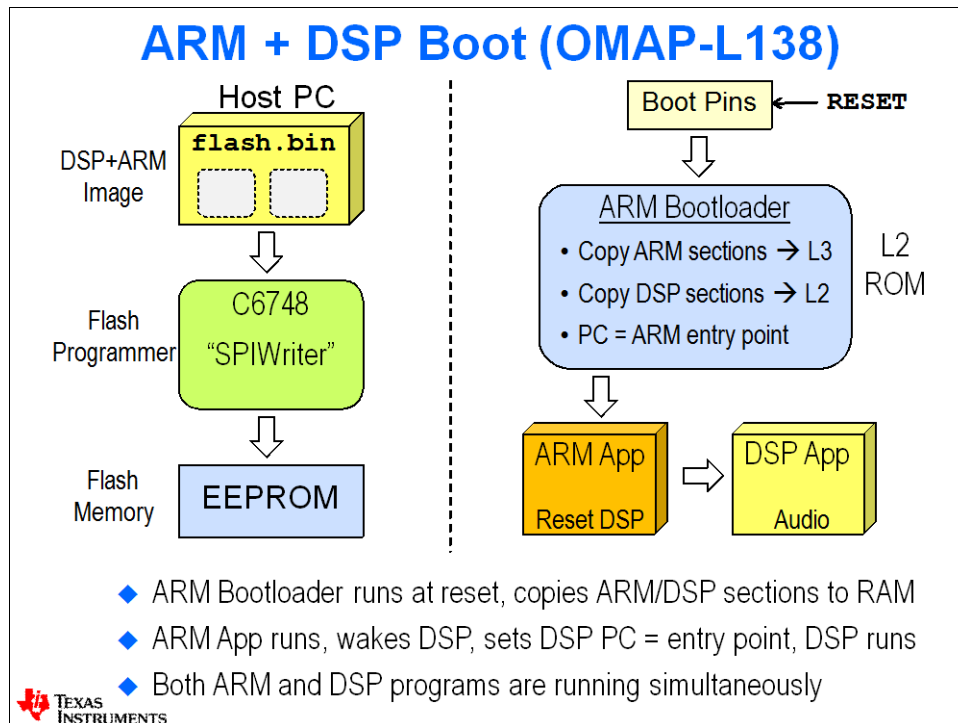 ARM + DSP Boot (OMAP-L138)
Host PC
flash.bin
DSP+ARM
Image
C6748
"SPIWriter"
Flash
Programmer
EEPROM
Flash
Memory
Boot Pins
RESET
ARM Bootloader
• Copy ARM sections → L3
• Copy DSP sections → L2
• PC = ARM entry point
L2
ROM
ARM App
Reset DSP
DSP App
Audio
◆ ARM Bootloader runs at reset, copies ARM/DSP sections to RAM
◆ ARM App runs, wakes DSP, sets DSP PC = entry point, DSP runs
◆ Both ARM and DSP programs are running simultaneously
TEXAS
INSTRUMENTS